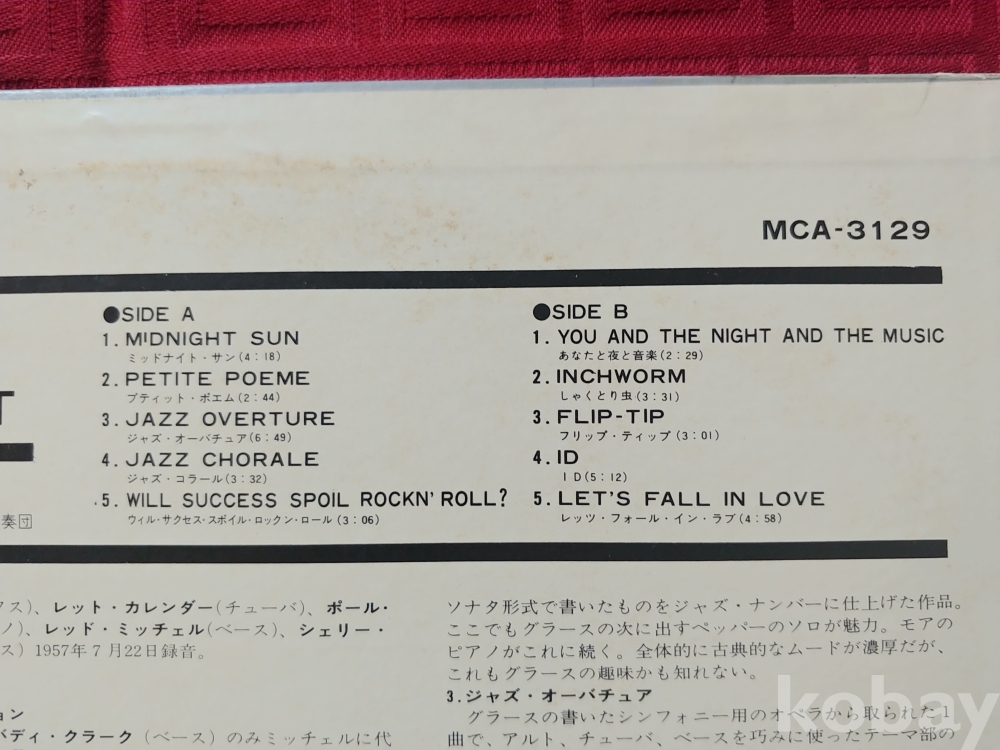 MCA-3129
T
奏団
●SIDE A
1. MIDNIGHT SUN
ミッドナイト・サン(4:18)
2. PETITE POEME
プティット・ポエム(2:44)
3. JAZZ OVERTURE
ジャズ・オーバチュア(6:49)
4. JAZZ CHORALE
ジャズ・コラール(3:32)
5. WILL SUCCESS SPOIL ROCKN' ROLL?
ウィル・サクセス・スポイル・ロックン・ロール(3:06)
●SIDE B
1. YOU AND THE NIGHT AND THE MUSIC
あなたと夜と音楽(2:29)
2. INCHWORM
しゃくとり虫(3:31)
3. FLIP-TIP
フリップ・ティップ(3:01)
4. ID
ID(5:12)
5. LET'S FALL IN LOVE
レッツ・フォール・イン・ラブ(4:58)
クス)、レット・カレンダー(チューバ)、ポール・
ノ)、レッド・ミッチェル(ベース)、シェリー・
ス) 1957年7月22日録音。
ョン
バディ・クラーク(ベース)のみミッチェルに代
ソナタ形式で書いたものをジャズ・ナンバーに仕上げた作品。
ここでもグラースの次に出すペッパーのソロが魅力。モアの
ピアノがこれに続く。全体的に古典的なムードが濃厚だが、
これもグラースの趣味かも知れない。
3.ジャズ・オーバチュア
グラースの書いたシンフォニー用のオペラから取られた1
曲で、アルト、チューバ、ベースを巧みに使ったテーマ部の
kobay